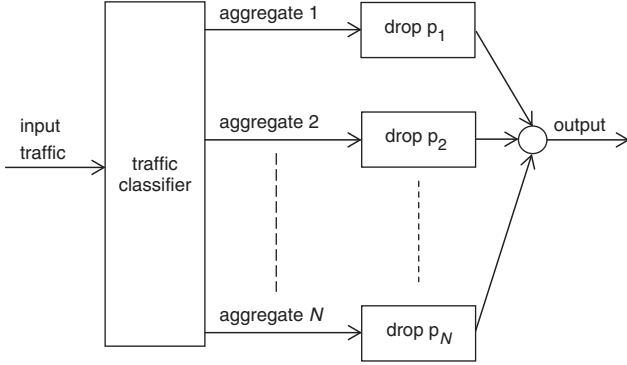 aggregate 1
drop p1
input
traffic
traffic
classifier
aggregate 2
drop p2
output
aggregate N
drop pN